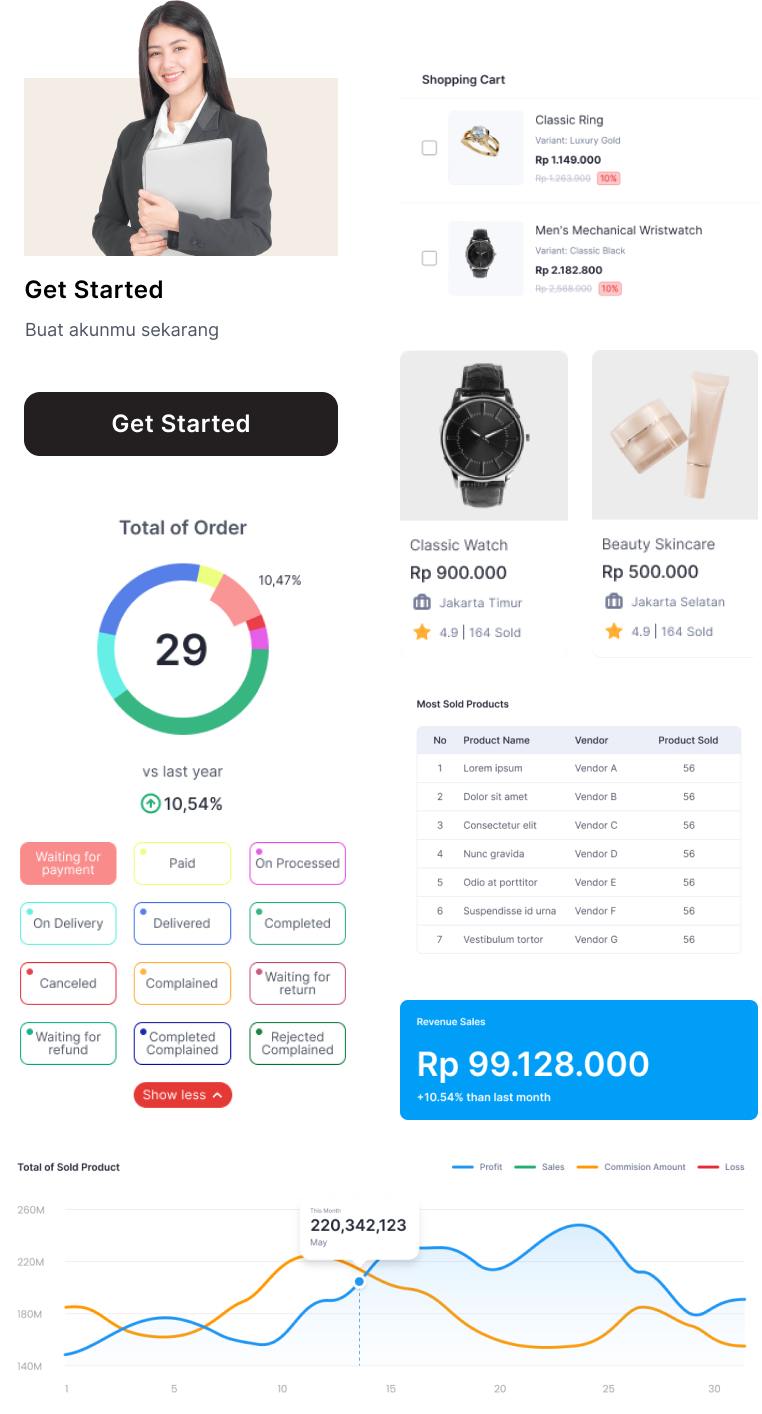 Get Started
Buat akunmu sekarang
Get Started
Total of Order
10,47%
29
vs last year
10,54%
Waiting for
payment
Paid
On Processed
On Delivery
Delivered
Completed
Canceled
Complained
Waiting for
return
Waiting for
refund
Completed
Complained
Rejected
Complained
Show less
Shopping Cart
Classic Ring
Variant: Luxury Gold
Rp 1.149.000
Rp 1.263.900 10%
Men's Mechanical Wristwatch
Variant: Classic Black
Rp 2.182.800
Rp 2,568.000 10%
Classic Watch
Rp 900.000
Jakarta Timur
4.9 | 164 Sold
Beauty Skincare
Rp 500.000
Jakarta Selatan
4.9 | 164 Sold
Most Sold Products
No Product Name Vendor Product Sold
1 Lorem ipsum Vendor A 56
2 Dolor sit amet Vendor B 56
3 Consectetur elit Vendor C 56
4 Nunc gravida Vendor D 56
5 Odio at porttitor Vendor E 56
6 Suspendisse id urna Vendor F 56
7 Vestibulum tortor Vendor G 56
Revenue Sales
Rp 99.128.000
+10.54% than last month
Total of Sold Product
Profit Sales Commision Amount Loss
260M
220M
180M
140M
This Month
220,342,123
May
1 5 10 15 20 25 30